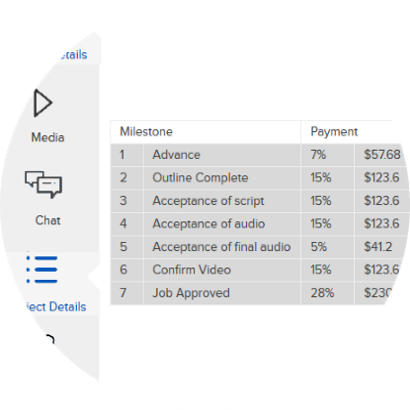 etails
Media
Chat
ject Details
Milestone Payment
1 Advance 7% $57.68
2 Outline Complete 15% $123.6
3 Acceptance of script 15% $123.6
4 Acceptance of audio 15% $123.6
5 Acceptance of final audio 5% $41.2
6 Confirm Video 15% $123.6
7 Job Approved 28% $230